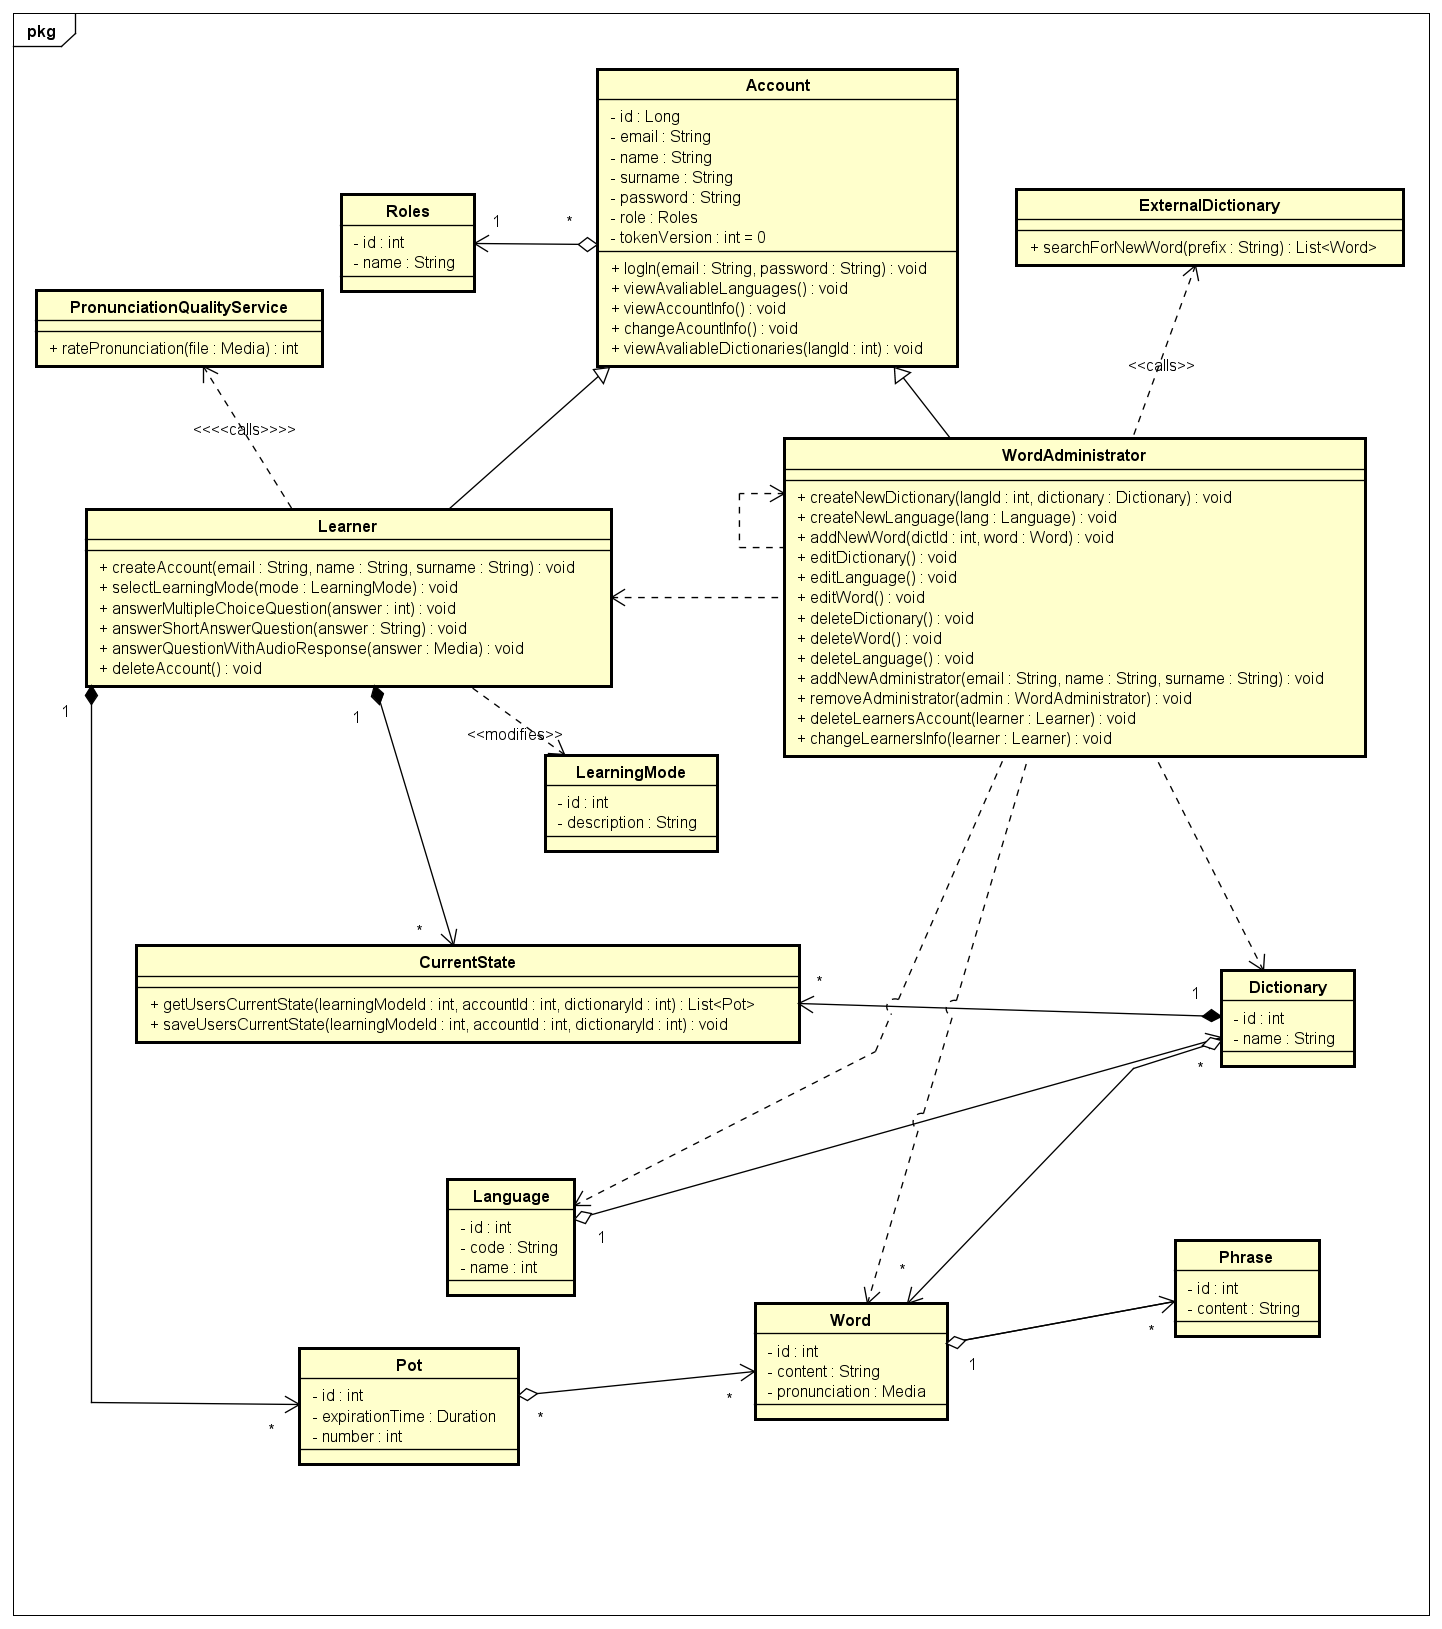 pkg
Account
- id : Long
- email : String
- name : String
- surname : String
- password : String
- role : Roles
- tokenVersion : int = 0
+ logIn(email : String, password : String) : void
+ viewAvaliableLanguages() : void
+ viewAccountInfo() : void
+ changeAcountInfo() : void
+ viewAvaliableDictionaries(langId : int) : void
Roles
- id : int
- name : String
1
*
ExternalDictionary
+ searchForNewWord(prefix : String) : List<Word>
PronunciationQualityService
+ ratePronunciation(file : Media) : int
<<calls>>
<<<<calls>>>>
WordAdministrator
+ createNewDictionary(langId : int, dictionary : Dictionary) : void
+ createNewLanguage(lang : Language) : void
+ addNewWord(dictId : int, word : Word) : void
+ editDictionary() : void
+ editLanguage() : void
+ editWord() : void
+ deleteDictionary() : void
+ deleteWord() : void
+ deleteLanguage() : void
+ addNewAdministrator(email : String, name : String, surname : String) : void
+ removeAdministrator(admin : WordAdministrator) : void
+ deleteLearnersAccount(learner : Learner) : void
+ changeLearnersInfo(learner : Learner) : void
Learner
+ createAccount(email : String, name : String, surname : String) : void
+ selectLearningMode(mode : LearningMode) : void
+ answerMultipleChoiceQuestion(answer : int) : void
+ answerShortAnswerQuestion(answer : String) : void
+ answerQuestionWithAudioResponse(answer : Media) : void
+ deleteAccount() : void
1
1
<<modifies>>
LearningMode
- id : int
- description : String
*
CurrentState
+ getUsersCurrentState(learningModeId : int, accountId : int, dictionaryId : int) : List<Pot>
+ saveUsersCurrentState(learningModeId : int, accountId : int, dictionaryId : int) : void
*
1
Dictionary
- id : int
- name : String
*
Language
- id : int
- code : String
- name : int
1
*
Phrase
- id : int
- content : String
*
Word
- id : int
- content : String
- pronunciation : Media
1
Pot
- id : int
- expirationTime : Duration
- number : int
*
*
*